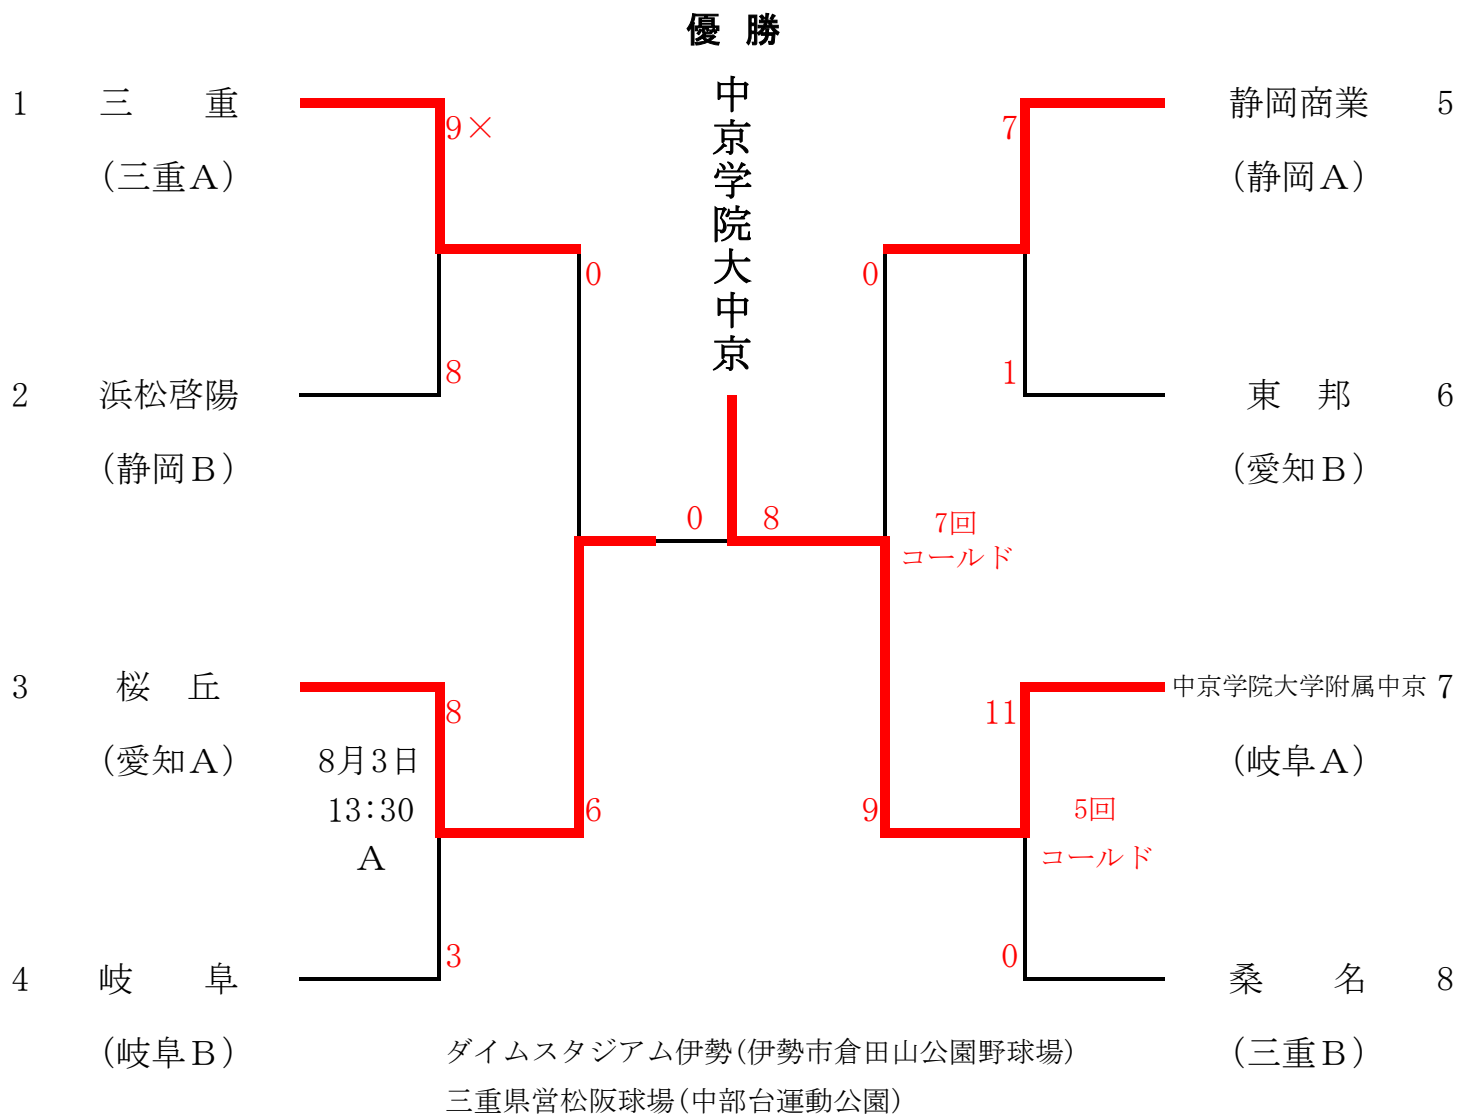 優 勝
中京学院大中京
1 三 重
(三重A)
9×
8
2 浜松啓陽
(静岡B)
0
3 桜 丘
(愛知A)
8
8月3日
13:30
A
6
3
4 岐 阜
(岐阜B)
0 8
静岡商業 5
(静岡A)
7
0
1
東 邦 6
(愛知B)
7回
コールド
中京学院大学附属中京 7
(岐阜A)
11
9
5回
コールド
0
桑 名 8
(三重B)
ダイムスタジアム伊勢(伊勢市倉田山公園野球場)
三重県営松阪球場(中部台運動公園)